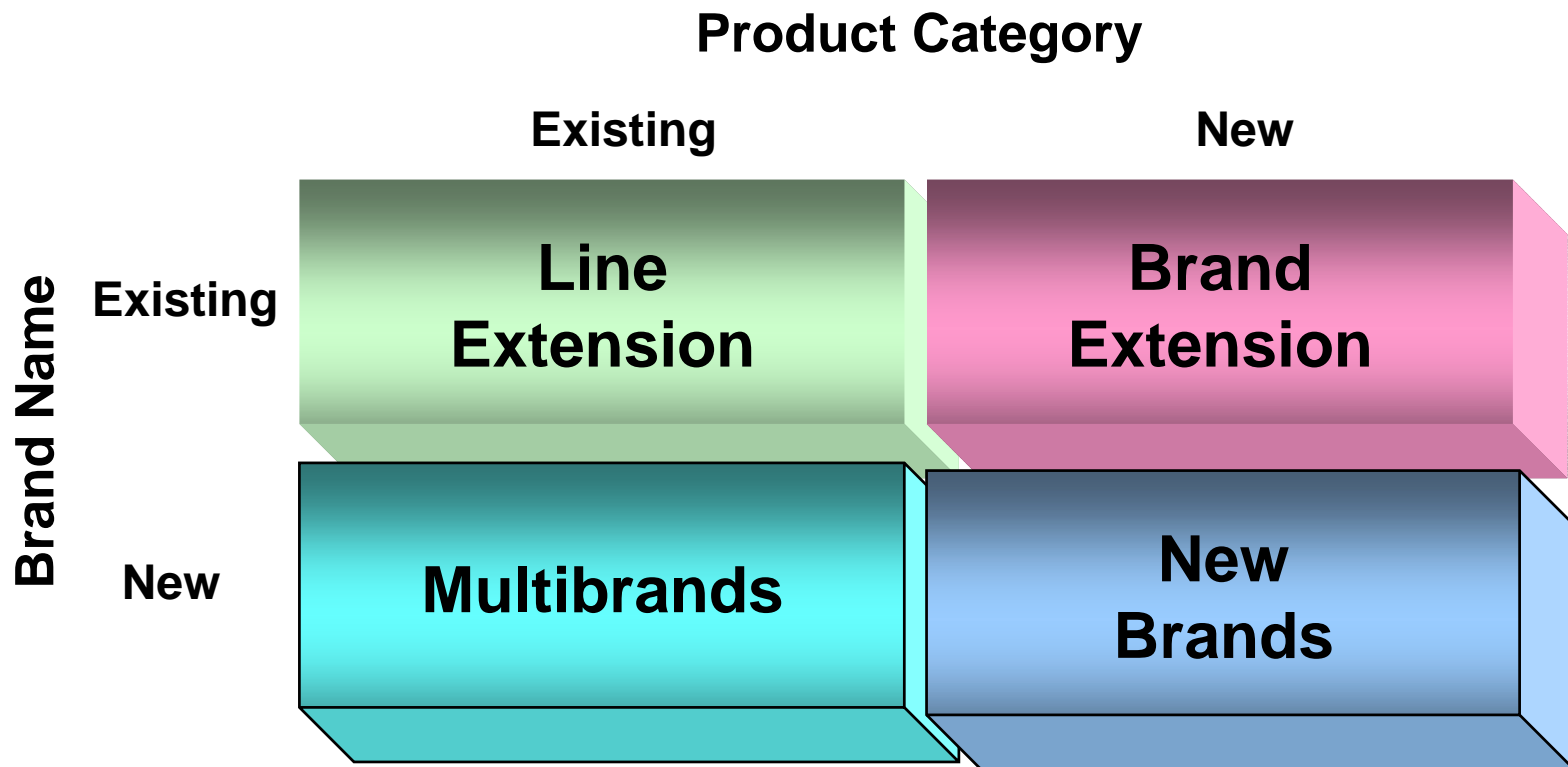 Product Category
Existing
New
Brand Name
Existing
Line
Extension
Brand
Extension
New
Multibrands
New
Brands